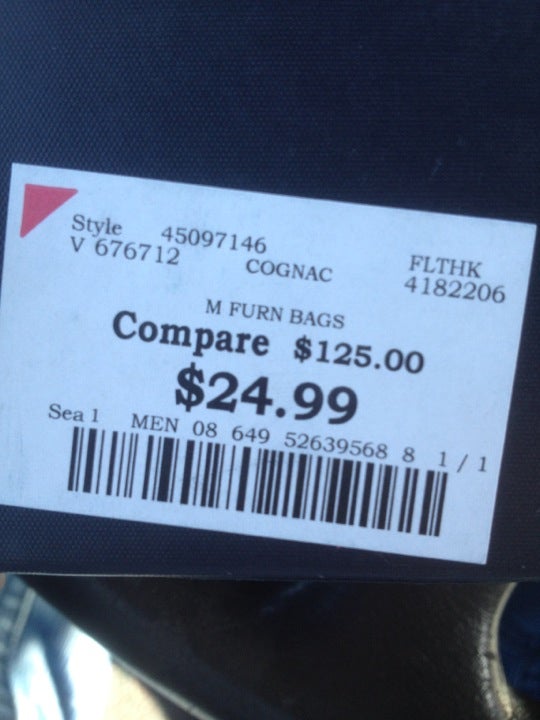 Style 45097146
V 676712 COGNAC FLTHK
4182206
M FURN BAGS
Compare $125.00
$24.99
Sea 1 MEN 08 649 52639568 8 1 / 1